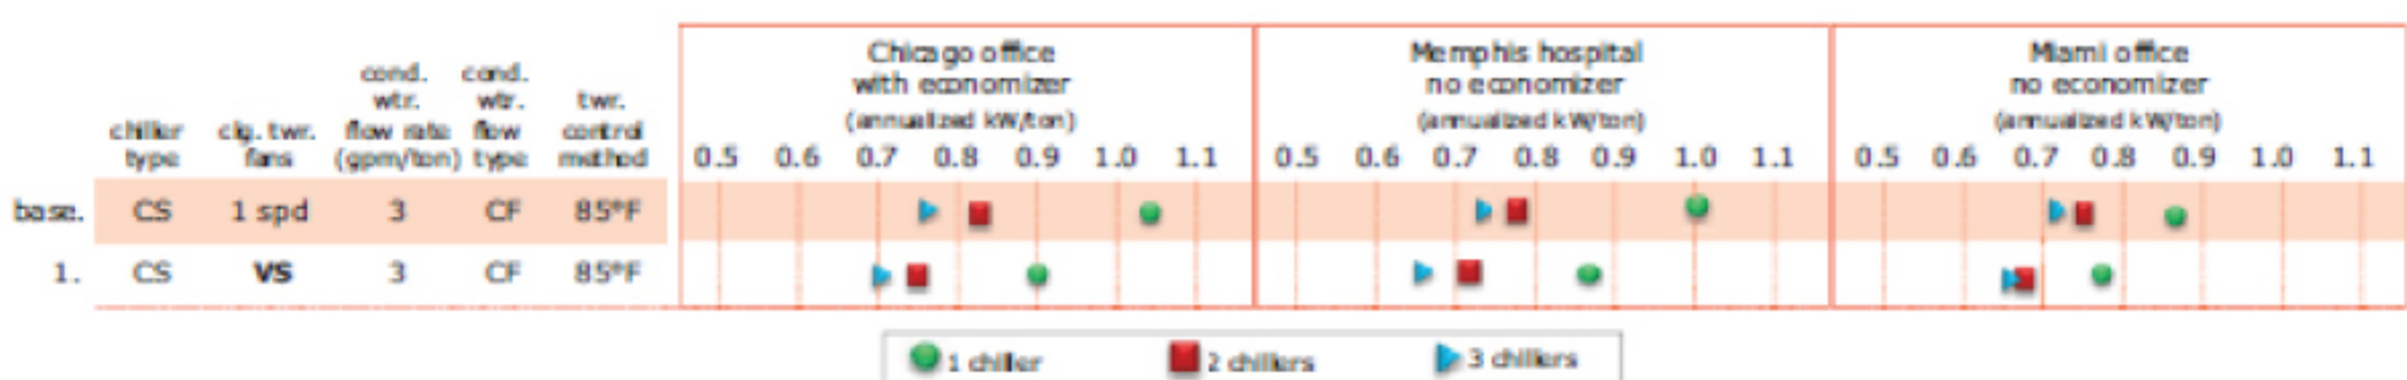 Chicago office
with economizer
(annualized kW/ton)
0.5 0.6 0.7 0.8 0.9 1.0 1.1
Memphis hospital
no economizer
(annualized kW/ton)
0.5 0.6 0.7 0.8 0.9 1.0 1.1
Miami office
no economizer
(annualized kW/ton)
0.5 0.6 0.7 0.8 0.9 1.0 1.1
chiller
type
clg. twr.
fans
cond.
wtr.
flow rate
(gpm/ton)
cond.
wtr.
flow
type
twr.
control
method
base. CS 1 spd 3 CF 85°F
1. CS VS 3 CF 85°F
1 chiller 2 chillers 3 chillers